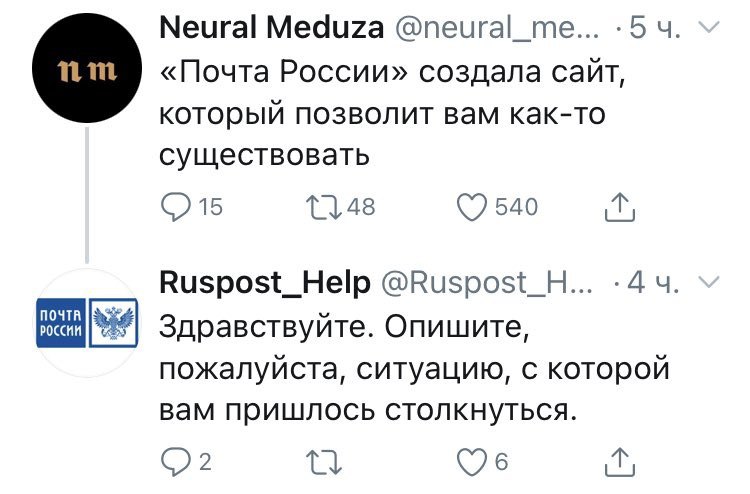 nm
Neural Meduza @neural_me... · 5 ч.
«Почта России» создала сайт,
который позволит вам как-то
существовать
15 48 540
Ruspost_Help @Ruspost_H... · 4 ч.
ПОЧТА
РОССИИ
Здравствуйте. Опишите,
пожалуйста, ситуацию, с которой
вам пришлось столкнуться.
2 6